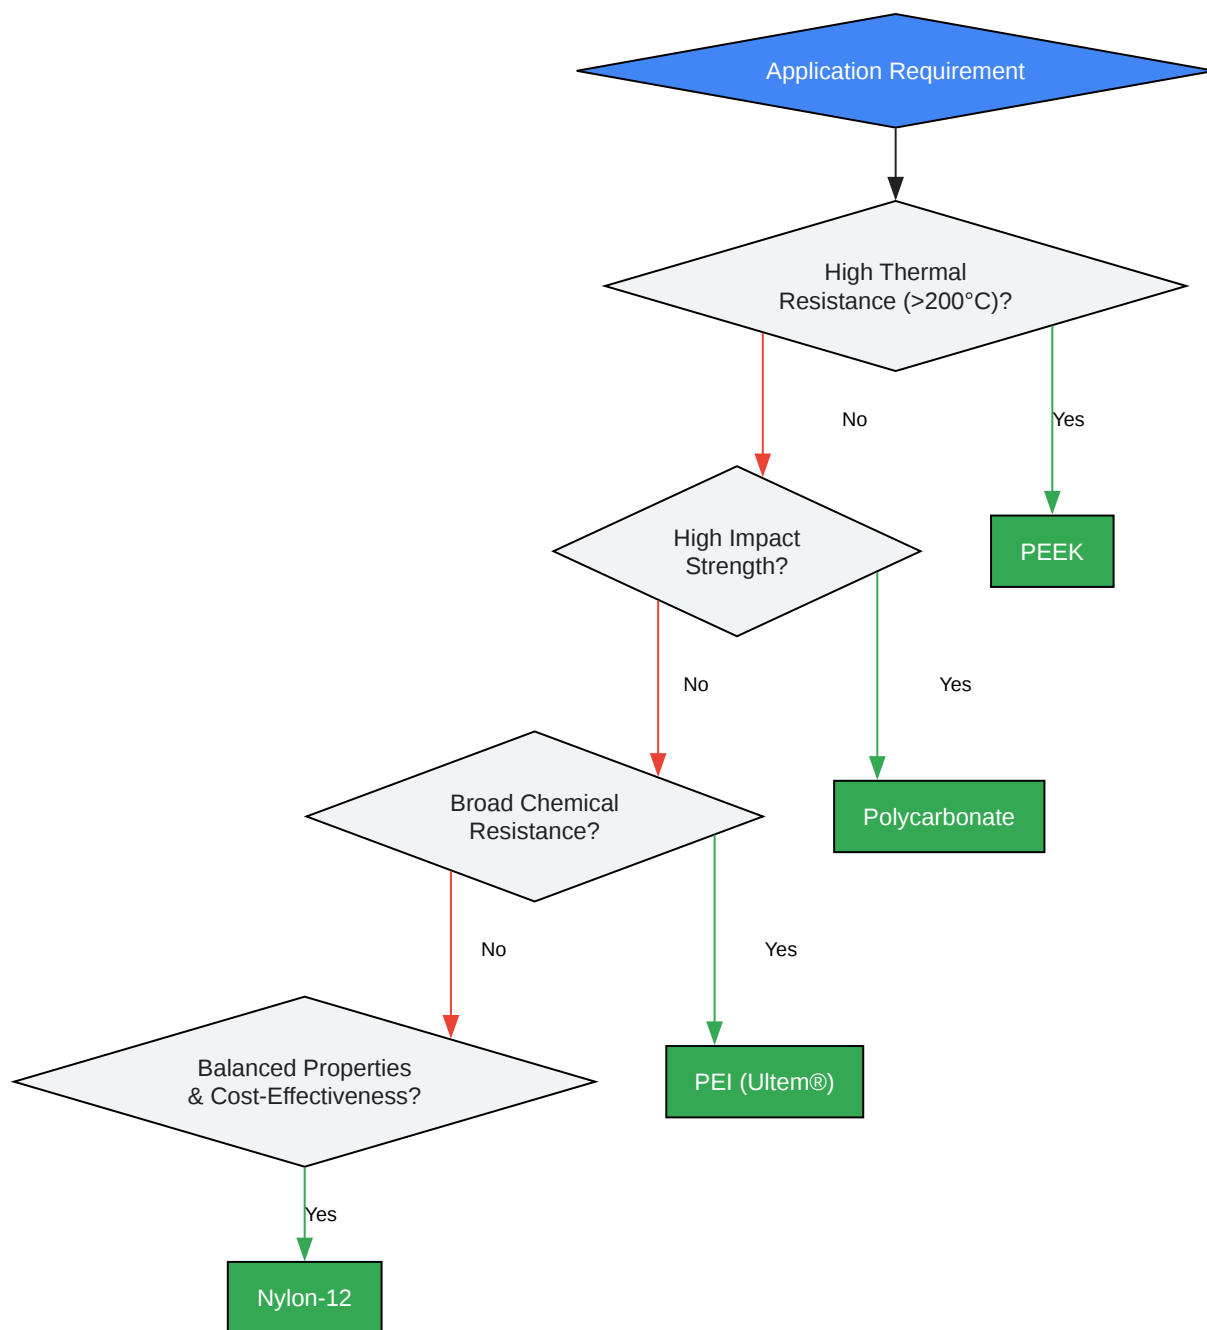 Application Requirement
High Thermal
Resistance (>200°C)?
No
Yes
High Impact
Strength?
PEEK
No
Yes
Broad Chemical
Resistance?
Polycarbonate
No
Yes
Balanced Properties
& Cost-Effectiveness?
PEI (Ultem®)
Yes
Nylon-12